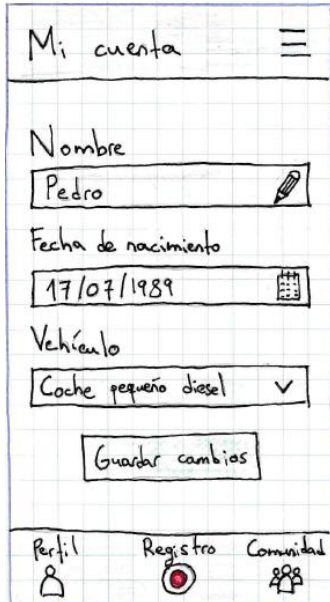 Mi cuenta
Nombre
Pedro
Fecha de nacimiento
17/07/1989
Vehículo
Coche pequeño diesel
Guardar cambios
Perfil Registro Comunidad